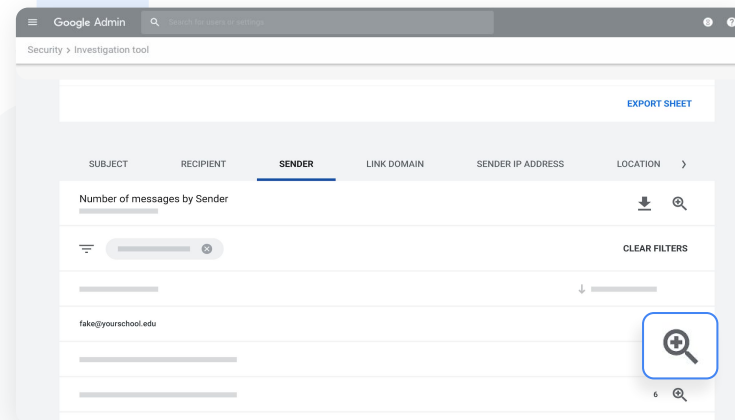 Google Admin
Search for users or settings
Security > Investigation tool
EXPORT SHEET
SUBJECT RECIPIENT SENDER LINK DOMAIN SENDER IP ADDRESS LOCATION
Number of messages by Sender
CLEAR FILTERS
fake@yourschool.edu
6